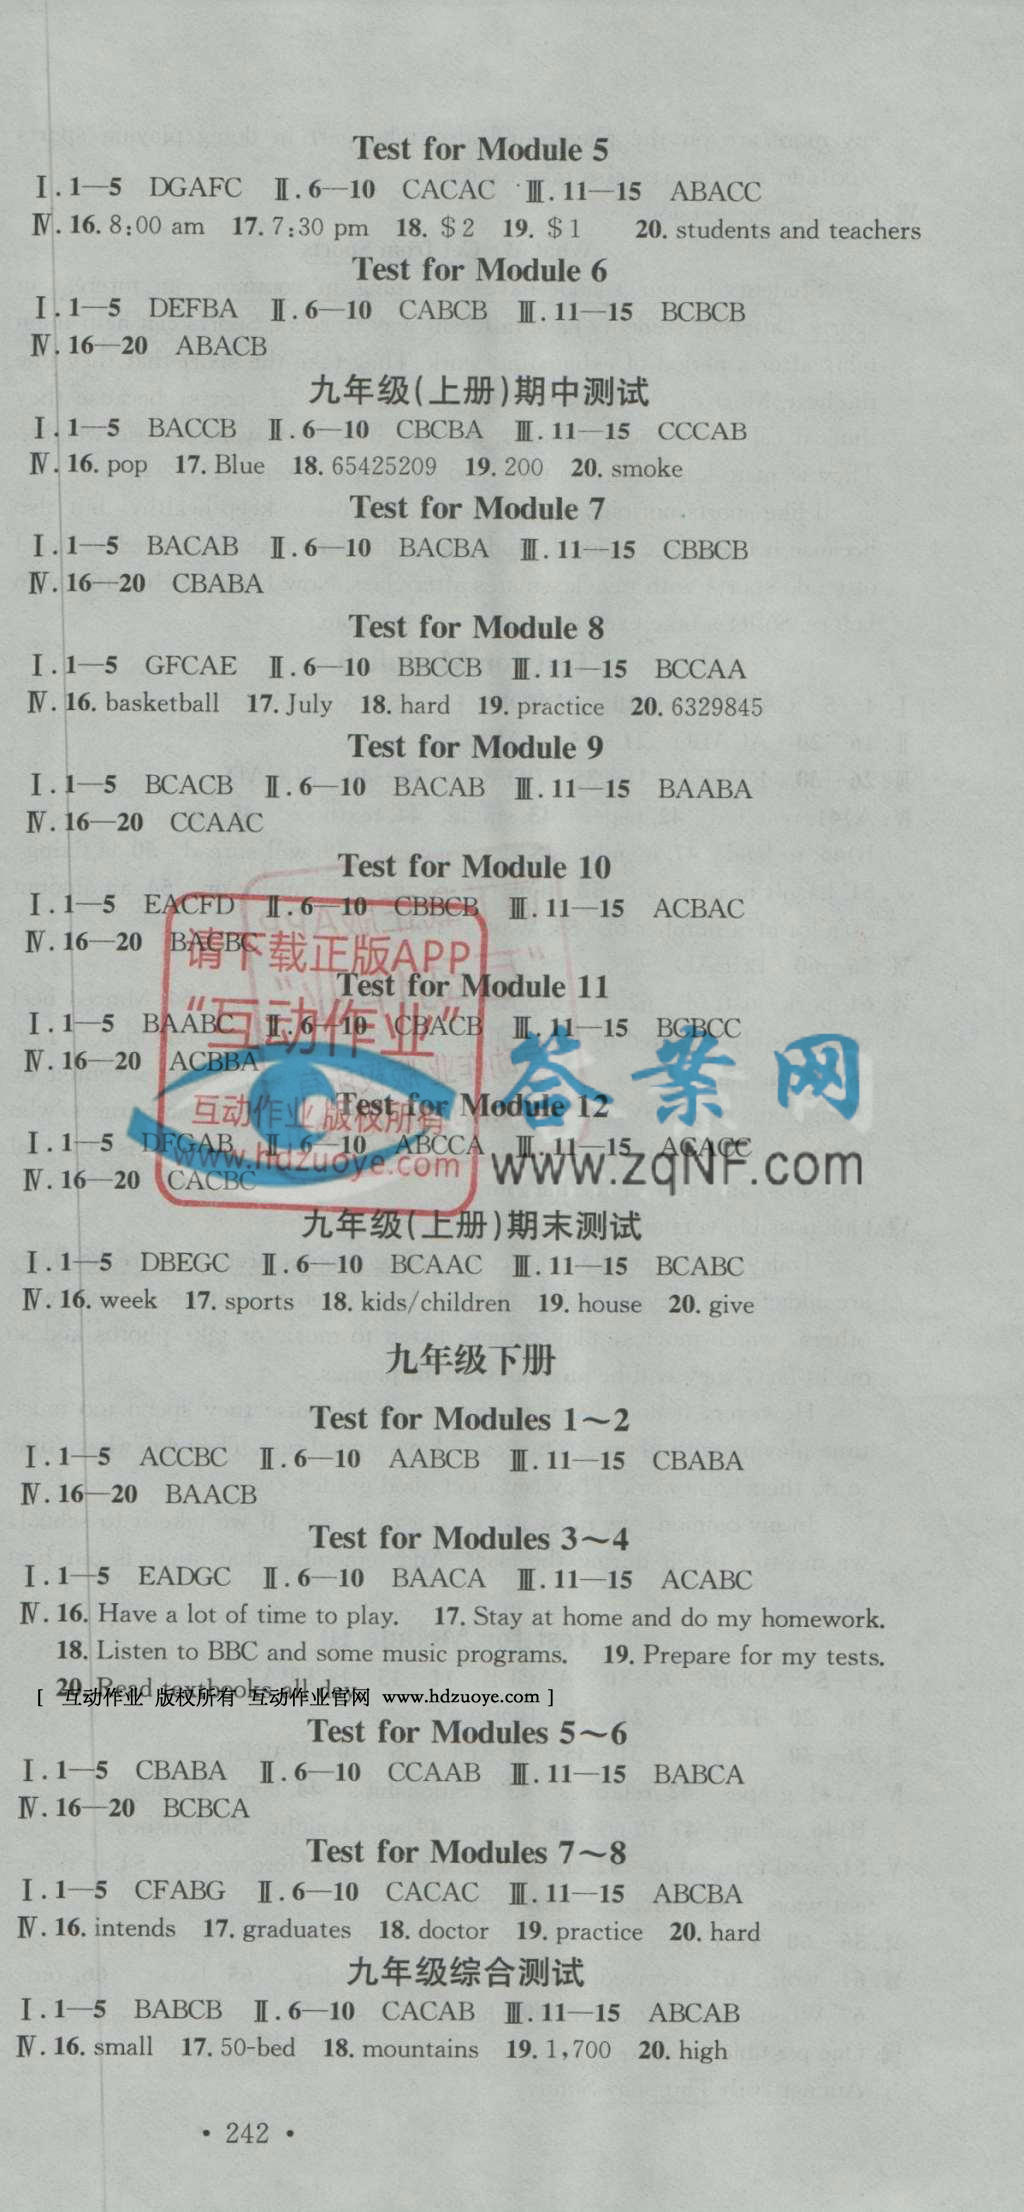 Test for Module 5
Ⅰ.1—5 DGAFC Ⅱ.6—10 CACAC Ⅲ.11—15 ABACC
Ⅳ.16. 8:00 am 17. 7:30 pm 18. $2 19. $1 20. students and teachers
Test for Module 6
Ⅰ.1—5 DEFBA Ⅱ.6—10 CABCB Ⅲ.11—15 BCBCB
Ⅳ.16—20 ABACB
九年级(上册)期中测试
Ⅰ.1—5 BACCB Ⅱ.6—10 CBCBA Ⅲ.11—15 CCCAB
Ⅳ.16. pop 17. Blue 18. 65425209 19. 200 20. smoke
Test for Module 7
Ⅰ.1—5 BACAB Ⅱ.6—10 BACBA Ⅲ.11—15 CBBCB
Ⅳ.16—20 CBABA
Test for Module 8
Ⅰ.1—5 GFCAE Ⅱ.6—10 BBCCB Ⅲ.11—15 BCCAA
Ⅳ.16. basketball 17. July 18. hard 19. practice 20. 6329845
Test for Module 9
Ⅰ.1—5 BCACB Ⅱ.6—10 BACAB Ⅲ.11—15 BAABA
Ⅳ.16—20 CCAAC
Test for Module 10
Ⅰ.1—5 EACFD Ⅱ.6—10 CBBCB Ⅲ.11—15 ACBAC
Ⅳ.16—20 BACBC
请下载正版APP
Test for Module 11
“互动作业”
Ⅰ.1—5 BAABC Ⅱ.6—10 CBACB Ⅲ.11—15 BCBCC
Ⅳ.16—20 ACBBA
答案网
Test for Module 12
互动作业 版权所有
Ⅰ.1—5 DFGAB Ⅱ.6—10 ABCCA Ⅲ.11—15 ACACC
www.hdzuoye.com
www.zqNF.com
Ⅳ.16—20 CACBC
九年级(上册)期末测试
Ⅰ.1—5 DBEGC Ⅱ.6—10 BCAAC Ⅲ.11—15 BCABC
Ⅳ.16. week 17. sports 18. kids/children 19. house 20. give
九年级下册
Test for Modules 1～2
Ⅰ.1—5 ACCBC Ⅱ.6—10 AABCB Ⅲ.11—15 CBABA
Ⅳ.16—20 BAACB
Test for Modules 3～4
Ⅰ.1—5 EADGC Ⅱ.6—10 BAACA Ⅲ.11—15 ACABC
Ⅳ.16. Have a lot of time to play. 17. Stay at home and do my homework.
18. Listen to BBC and some music programs. 19. Prepare for my tests.
20. Read textbooks all day.
[ 互动作业 版权所有 互动作业官网 www.hdzuoye.com ]
Test for Modules 5～6
Ⅰ.1—5 CBABA Ⅱ.6—10 CCAAB Ⅲ.11—15 BABCA
Ⅳ.16—20 BCBCA
Test for Modules 7～8
Ⅰ.1—5 CFABG Ⅱ.6—10 CACAC Ⅲ.11—15 ABCBA
Ⅳ.16. intends 17. graduates 18. doctor 19. practice 20. hard
九年级综合测试
Ⅰ.1—5 BABCB Ⅱ.6—10 CACAB Ⅲ.11—15 ABCAB
Ⅳ.16. small 17. 50-bed 18. mountains 19. 1,700 20. high
· 242 ·